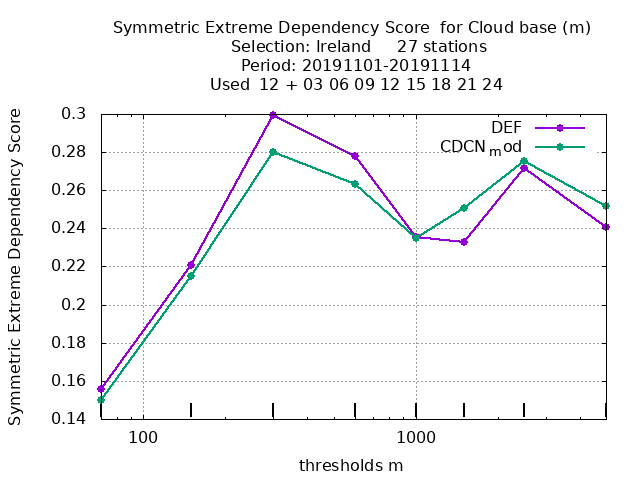 Symmetric Extreme Dependency Score  for Cloud base (m)
Selection: Ireland     27 stations
Period: 20191101-20191114
Used  12 + 03 06 09 12 15 18 21 24
Symmetric Extreme Dependency Score
0.3
0.28
0.26
0.24
0.22
0.2
0.18
0.16
0.14
DEF
CDCNmod
100
1000
thresholds m